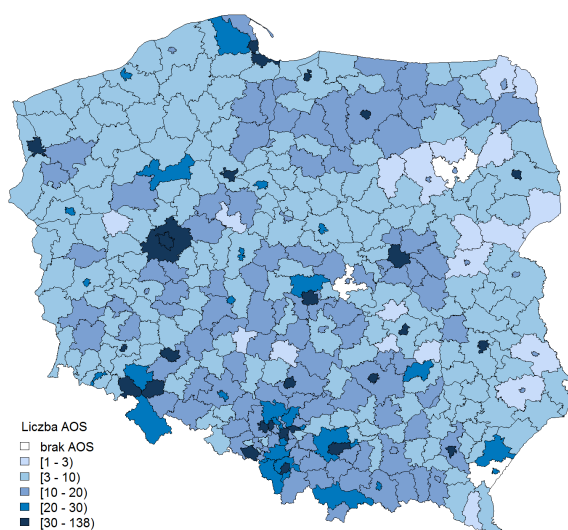 Liczba AOS
brak AOS
[1 - 3)
[3 - 10)
[10 - 20)
[20 - 30)
[30 - 138)